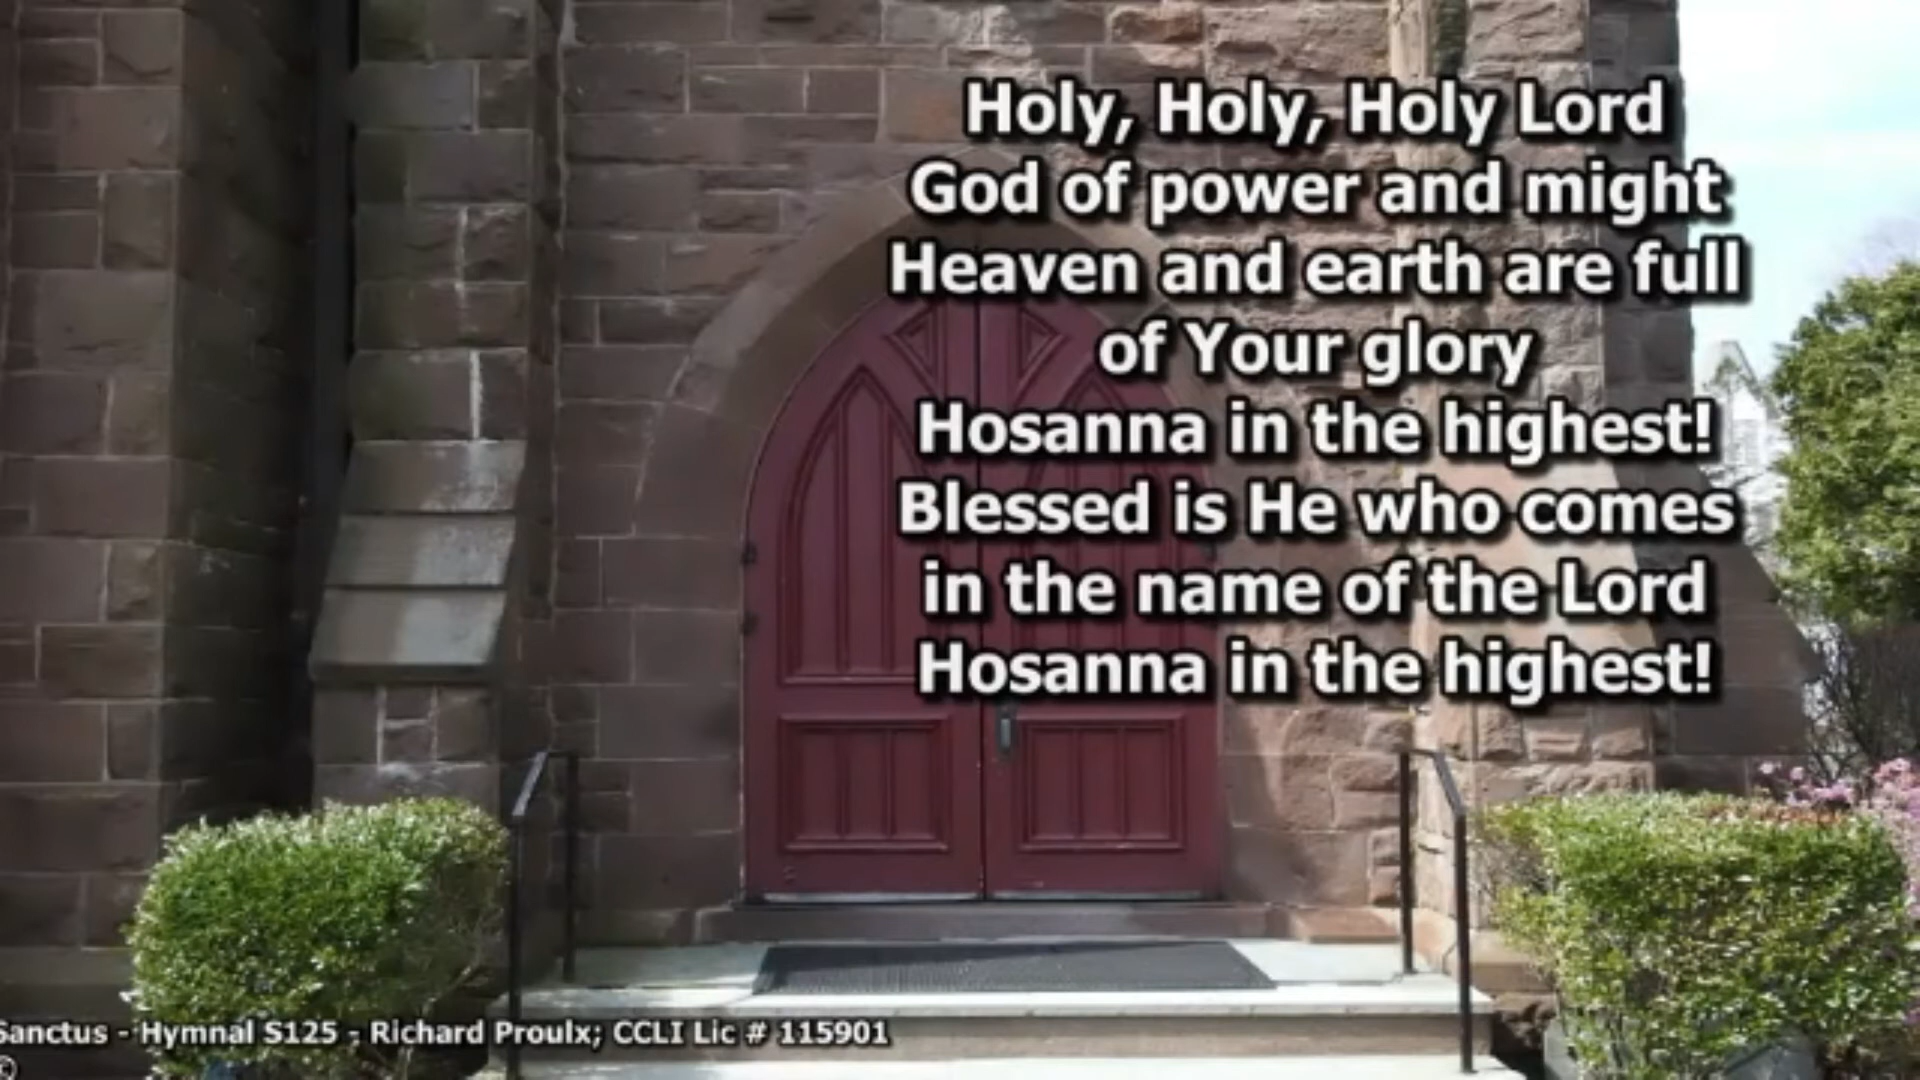 Holy, Holy, Holy Lord
God of power and might
Heaven and earth are full
of Your glory
Hosanna in the highest!
Blessed is He who comes
in the name of the Lord
Hosanna in the highest!
Sanctus - Hymnal S125 - Richard Proulx; CCLI Lic # 115901
©